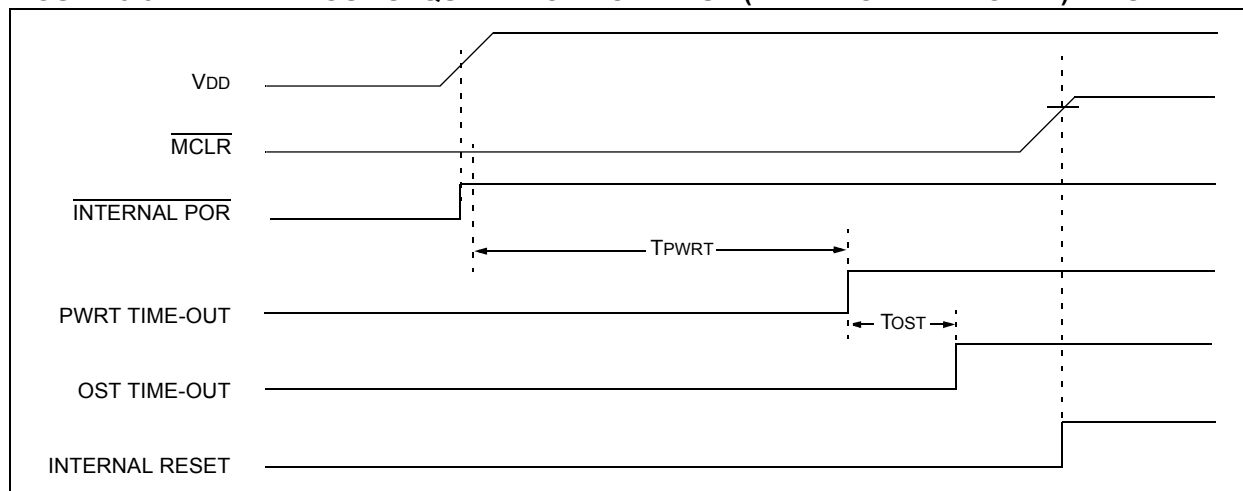 VDD
MCLR
INTERNAL POR
TPWRT
PWRT TIME-OUT
TOST
OST TIME-OUT
INTERNAL RESET